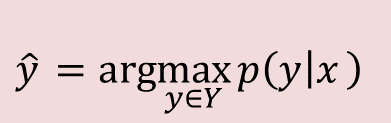 ŷ = argmax p(y|x )
y∈Y